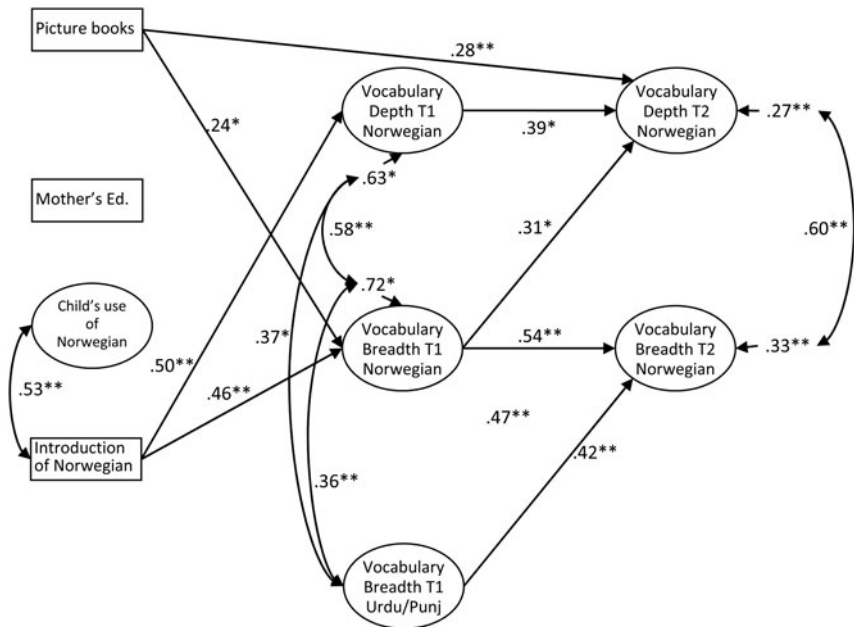 Picture books
.28**
Vocabulary
Depth T1
Norwegian
Vocabulary
Depth T2
Norwegian
.24*
.39*
.27**
.63*
Mother's Ed.
.58**
.31*
.60**
.72*
Child's use
of
Norwegian
.37*
Vocabulary
Breadth T1
Norwegian
.54**
Vocabulary
Breadth T2
Norwegian
.33**
.50**
.53**
.46**
.47**
Introduction
of Norwegian
.42**
.36**
Vocabulary
Breadth T1
Urdu/Punj